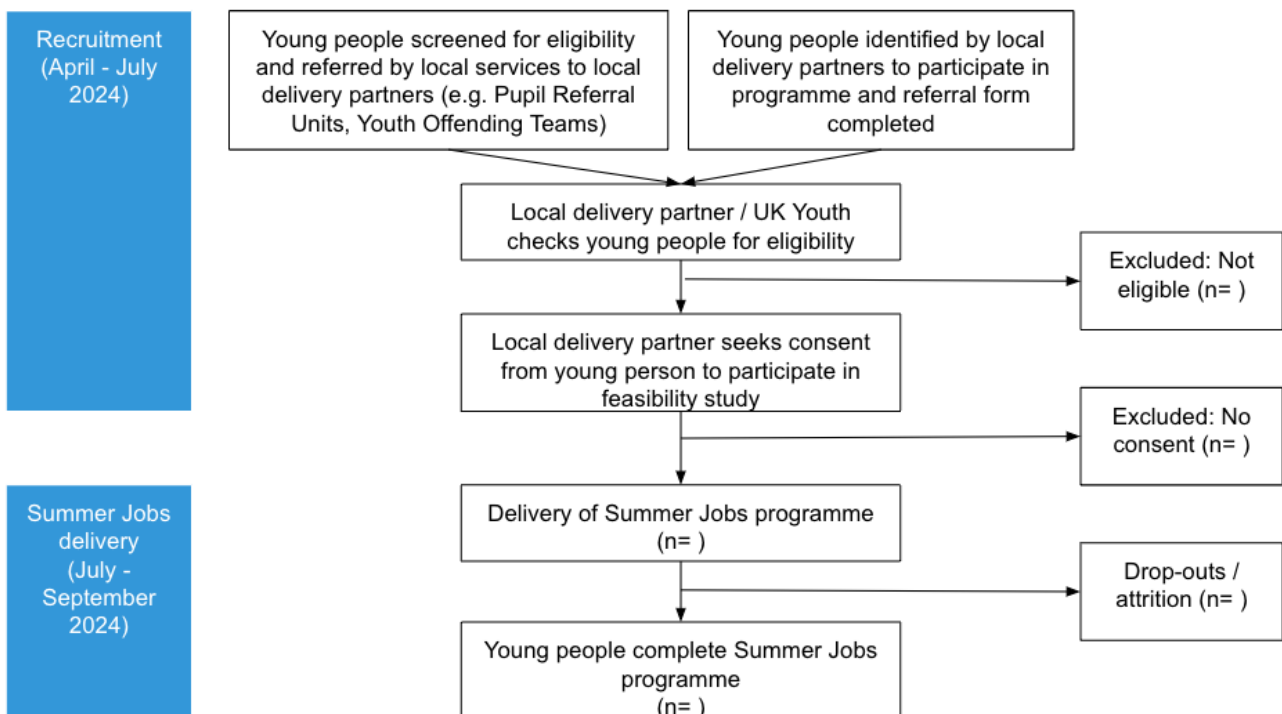 Recruitment
(April - July
2024)
Young people screened for eligibility
and referred by local services to local
delivery partners (e.g. Pupil Referral
Units, Youth Offending Teams)
Young people identified by local
delivery partners to participate in
programme and referral form
completed
Local delivery partner / UK Youth
checks young people for eligibility
Excluded: Not
eligible (n= )
Local delivery partner seeks consent
from young person to participate in
feasibility study
Excluded: No
consent (n= )
Summer Jobs
delivery
(July -
September
2024)
Delivery of Summer Jobs programme
(n= )
Drop-outs /
attrition (n= )
Young people complete Summer Jobs
programme
(n= )